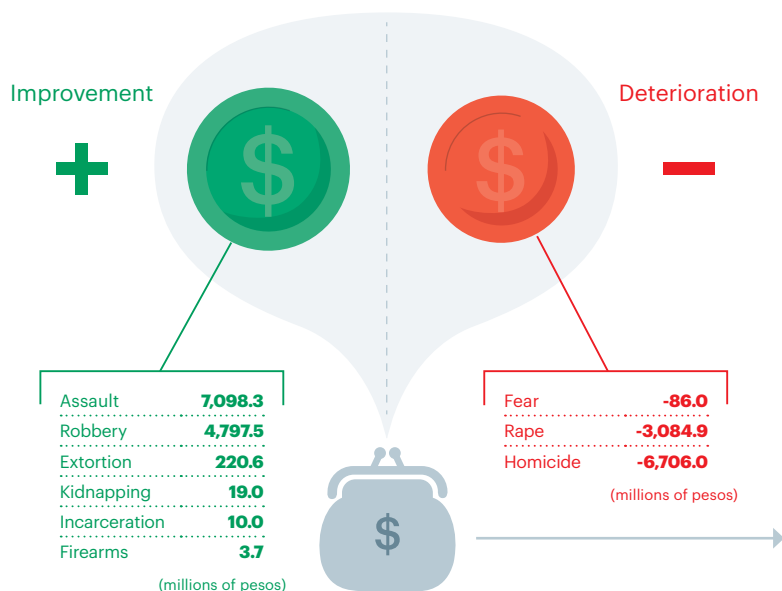 Improvement
Deterioration
+
$
$
−
Assault 7,098.3
Robbery 4,797.5
Extortion 220.6
Kidnapping 19.0
Incarceration 10.0
Firearms 3.7
(millions of pesos)
Fear -86.0
Rape -3,084.9
Homicide -6,706.0
(millions of pesos)
$